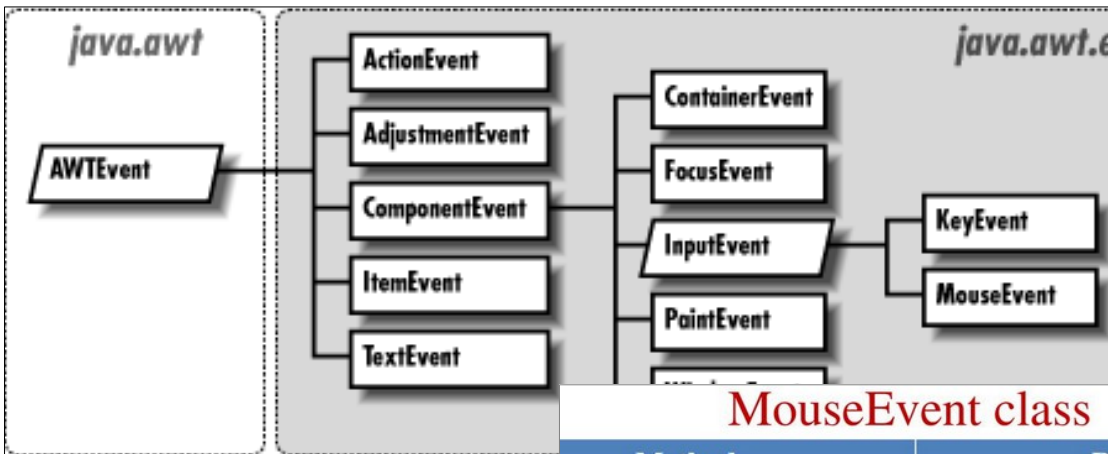 java.awt
java.awt.e
AWTEvent
ActionEvent
AdjustmentEvent
ComponentEvent
ItemEvent
TextEvent
ContainerEvent
FocusEvent
InputEvent
PaintEvent
KeyEvent
MouseEvent
MouseEvent class